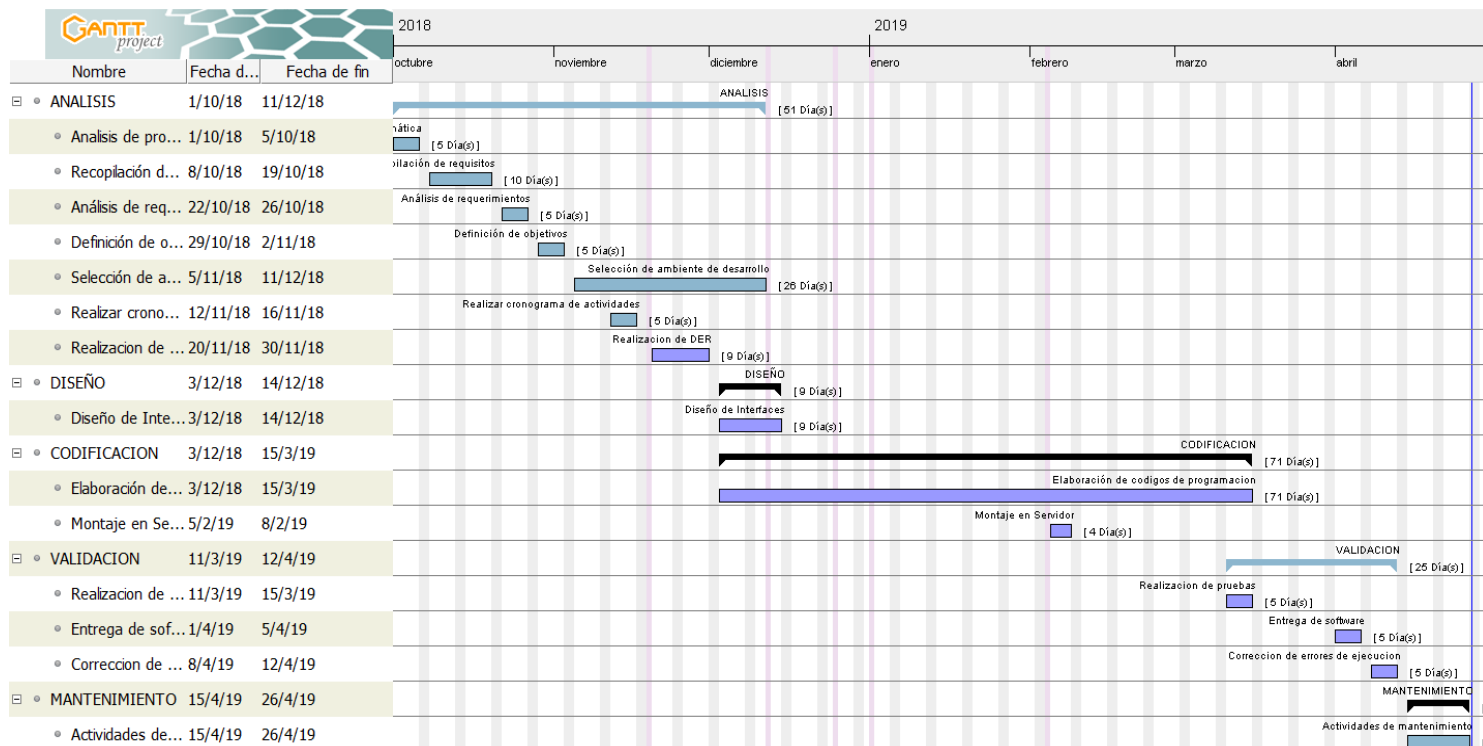 GANTT
project
2018 2019
Nombre Fecha d... Fecha de fin octubre noviembre diciembre enero febrero marzo abril
ANALISIS 1/10/18 11/12/18 ANALISIS [51 Día(s)]
Analisis de pro... 1/10/18 5/10/18 nática [5 Día(s)]
Recopilación d... 8/10/18 19/10/18 pilación de requisitos [10 Día(s)]
Análisis de req... 22/10/18 26/10/18 Análisis de requerimientos [5 Día(s)]
Definición de o... 29/10/18 2/11/18 Definición de objetivos [5 Día(s)]
Selección de a... 5/11/18 11/12/18 Selección de ambiente de desarrollo [26 Día(s)]
Realizar crono... 12/11/18 16/11/18 Realizar cronograma de actividades [5 Día(s)]
Realizacion de ... 20/11/18 30/11/18 Realizacion de DER [9 Día(s)]
DISEÑO 3/12/18 14/12/18 DISEÑO [9 Día(s)]
Diseño de Inte... 3/12/18 14/12/18 Diseño de Interfaces [9 Día(s)]
CODIFICACION 3/12/18 15/3/19 CODIFICACION [71 Día(s)]
Elaboración de... 3/12/18 15/3/19 Elaboración de codigos de programacion [71 Día(s)]
Montaje en Se... 5/2/19 8/2/19 Montaje en Servidor [4 Día(s)]
VALIDACION 11/3/19 12/4/19 VALIDACION [25 Día(s)]
Realizacion de ... 11/3/19 15/3/19 Realizacion de pruebas [5 Día(s)]
Entrega de sof... 1/4/19 5/4/19 Entrega de software [5 Día(s)]
Correccion de ... 8/4/19 12/4/19 Correccion de errores de ejecucion [5 Día(s)]
MANTENIMIENTO 15/4/19 26/4/19 MANTENIMIENTO
Actividades de... 15/4/19 26/4/19 Actividades de mantenimiento